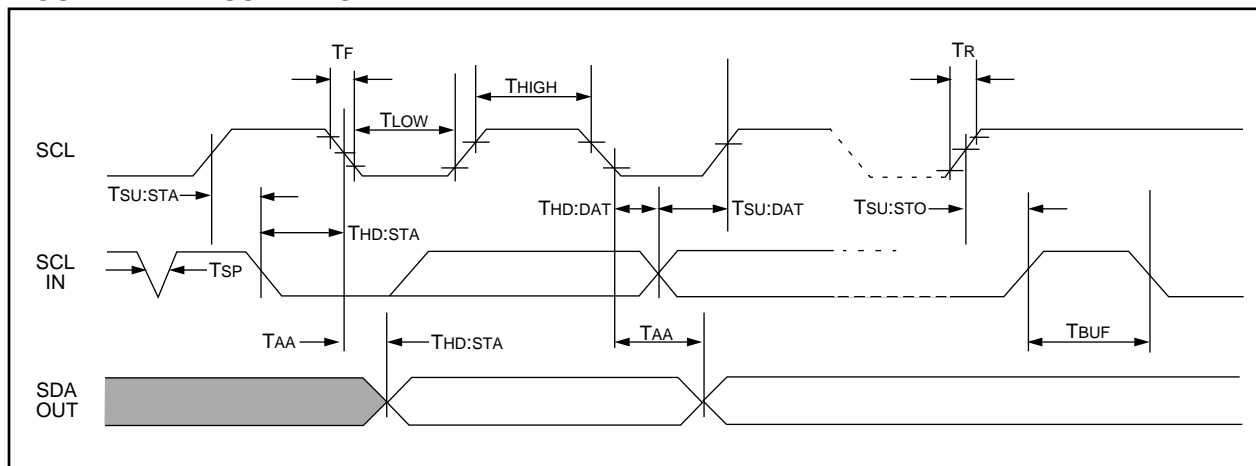 TF
TR
THIGH
TLOW
SCL
TSU:STA
THD:DAT
TSU:DAT
TSU:STO
THD:STA
SCL
IN
TSP
TAA
THD:STA
TAA
TBUF
SDA
OUT